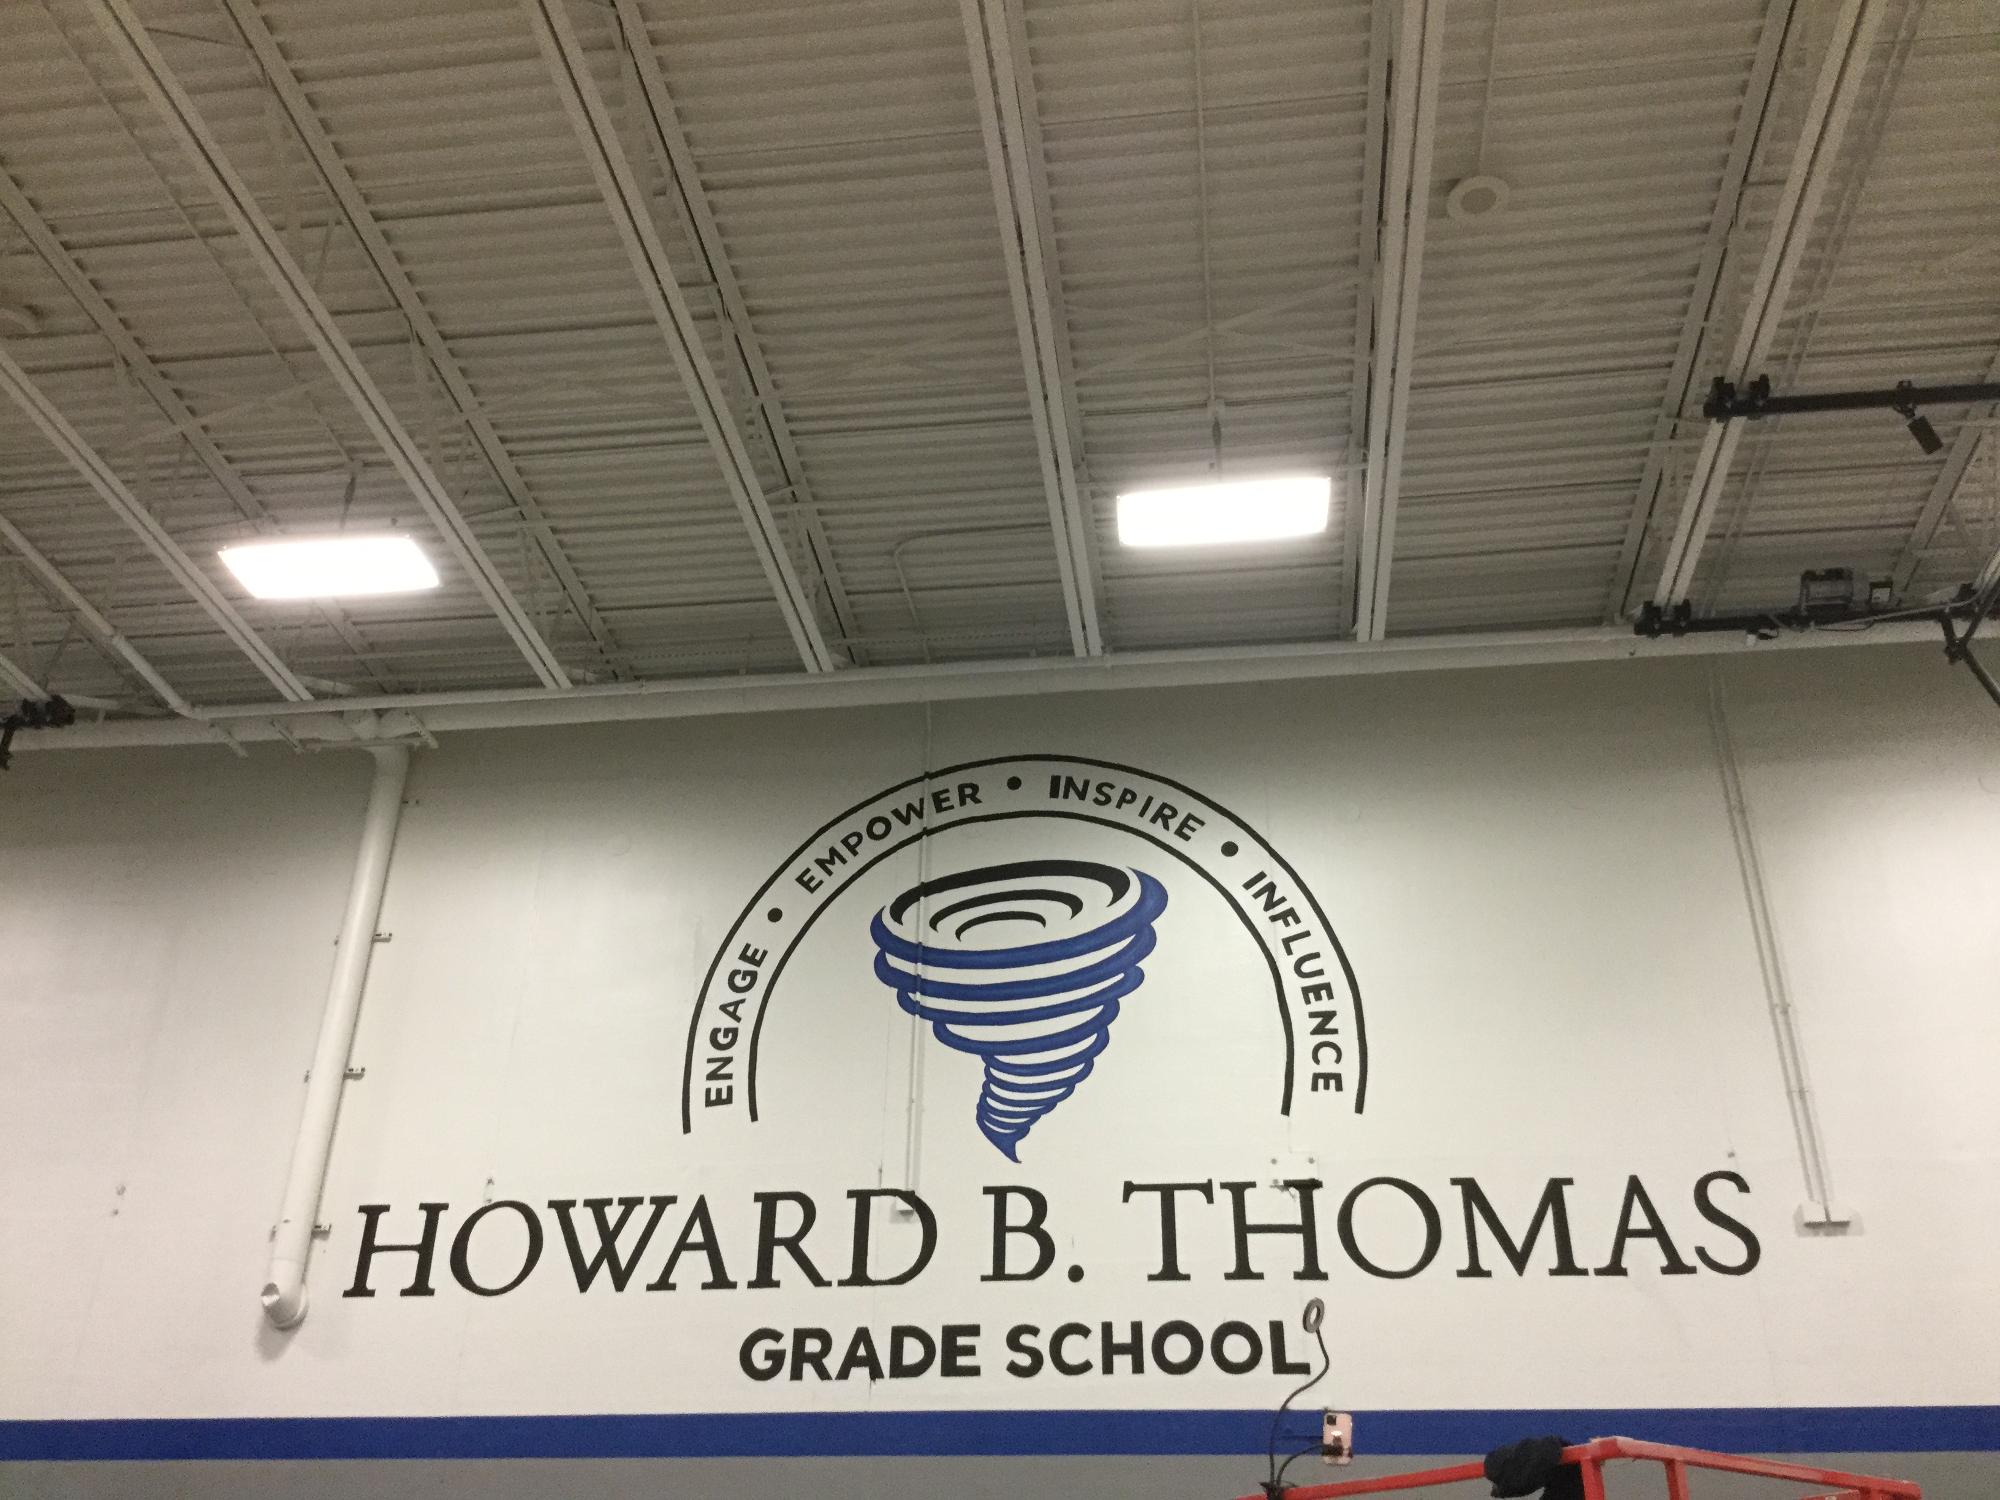 ENGAGE • EMPOWER • INSPIRE • INFLUENCE
HOWARD B. THOMAS
GRADE SCHOOL